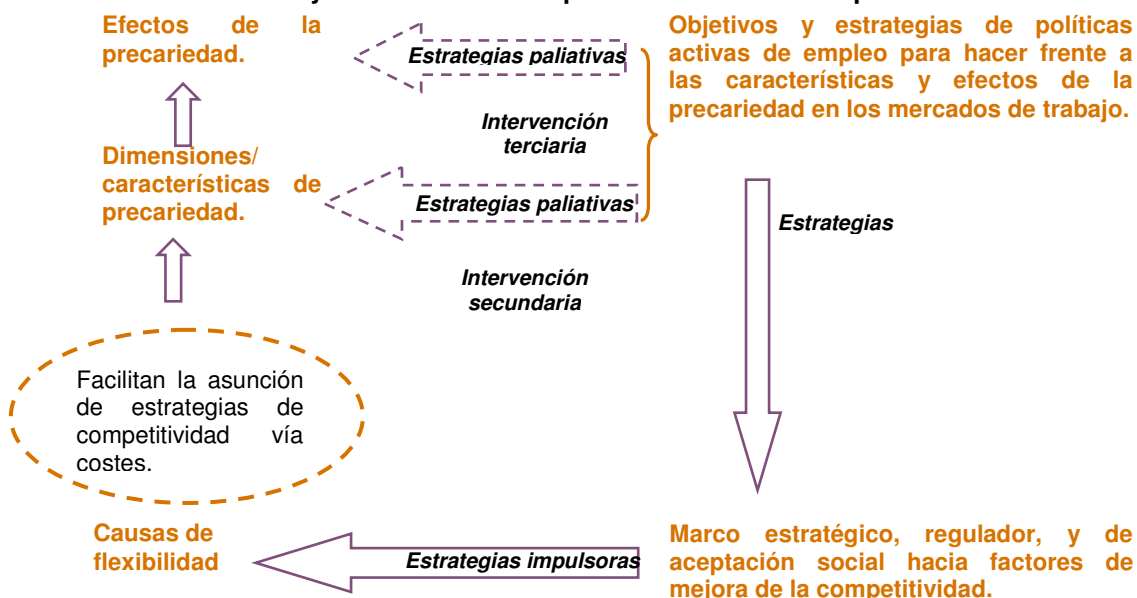 Efectos de la
precariedad.
Estrategias paliativas
Objetivos y estrategias de políticas
activas de empleo para hacer frente a
las características y efectos de la
precariedad en los mercados de trabajo.
Intervención
terciaria
Dimensiones/
características de
precariedad.
Estrategias paliativas
Estrategias
Intervención
secundaria
Facilitan la asunción
de estrategias de
competitividad vía
costes.
Causas de
flexibilidad
Estrategias impulsoras
Marco estratégico, regulador, y de
aceptación social hacia factores de
mejora de la competitividad.